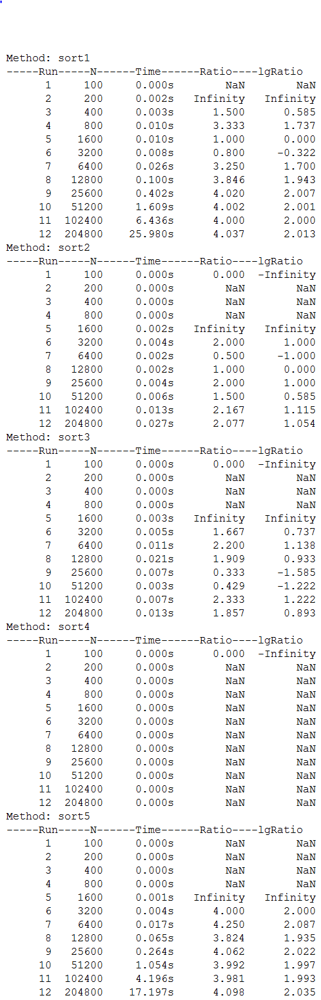 Method: sort1
-----Run-----N------Time------Ratio----lgRatio
      1     100     0.000s        NaN        NaN
      2     200     0.002s   Infinity   Infinity
      3     400     0.003s      1.500      0.585
      4     800     0.010s      3.333      1.737
      5    1600     0.010s      1.000      0.000
      6    3200     0.008s      0.800     -0.322
      7    6400     0.026s      3.250      1.700
      8   12800     0.100s      3.846      1.943
      9   25600     0.402s      4.020      2.007
     10   51200     1.609s      4.002      2.001
     11  102400     6.436s      4.000      2.000
     12  204800    25.980s      4.037      2.013
Method: sort2
-----Run-----N------Time------Ratio----lgRatio
      1     100     0.000s      0.000  -Infinity
      2     200     0.000s        NaN        NaN
      3     400     0.000s        NaN        NaN
      4     800     0.000s        NaN        NaN
      5    1600     0.002s   Infinity   Infinity
      6    3200     0.004s      2.000      1.000
      7    6400     0.002s      0.500     -1.000
      8   12800     0.002s      1.000      0.000
      9   25600     0.004s      2.000      1.000
     10   51200     0.006s      1.500      0.585
     11  102400     0.013s      2.167      1.115
     12  204800     0.027s      2.077      1.054
Method: sort3
-----Run-----N------Time------Ratio----lgRatio
      1     100     0.000s      0.000  -Infinity
      2     200     0.000s        NaN        NaN
      3     400     0.000s        NaN        NaN
      4     800     0.000s        NaN        NaN
      5    1600     0.003s   Infinity   Infinity
      6    3200     0.005s      1.667      0.737
      7    6400     0.011s      2.200      1.138
      8   12800     0.021s      1.909      0.933
      9   25600     0.007s      0.333     -1.585
     10   51200     0.003s      0.429     -1.222
     11  102400     0.007s      2.333      1.222
     12  204800     0.013s      1.857      0.893
Method: sort4
-----Run-----N------Time------Ratio----lgRatio
      1     100     0.000s      0.000  -Infinity
      2     200     0.000s        NaN        NaN
      3     400     0.000s        NaN        NaN
      4     800     0.000s        NaN        NaN
      5    1600     0.000s        NaN        NaN
      6    3200     0.000s        NaN        NaN
      7    6400     0.000s        NaN        NaN
      8   12800     0.000s        NaN        NaN
      9   25600     0.000s        NaN        NaN
     10   51200     0.000s        NaN        NaN
     11  102400     0.000s        NaN        NaN
     12  204800     0.000s        NaN        NaN
Method: sort5
-----Run-----N------Time------Ratio----lgRatio
      1     100     0.000s        NaN        NaN
      2     200     0.000s        NaN        NaN
      3     400     0.000s        NaN        NaN
      4     800     0.000s        NaN        NaN
      5    1600     0.001s   Infinity   Infinity
      6    3200     0.004s      4.000      2.000
      7    6400     0.017s      4.250      2.087
      8   12800     0.065s      3.824      1.935
      9   25600     0.264s      4.062      2.022
     10   51200     1.054s      3.992      1.997
     11  102400     4.196s      3.981      1.993
     12  204800    17.197s      4.098      2.035